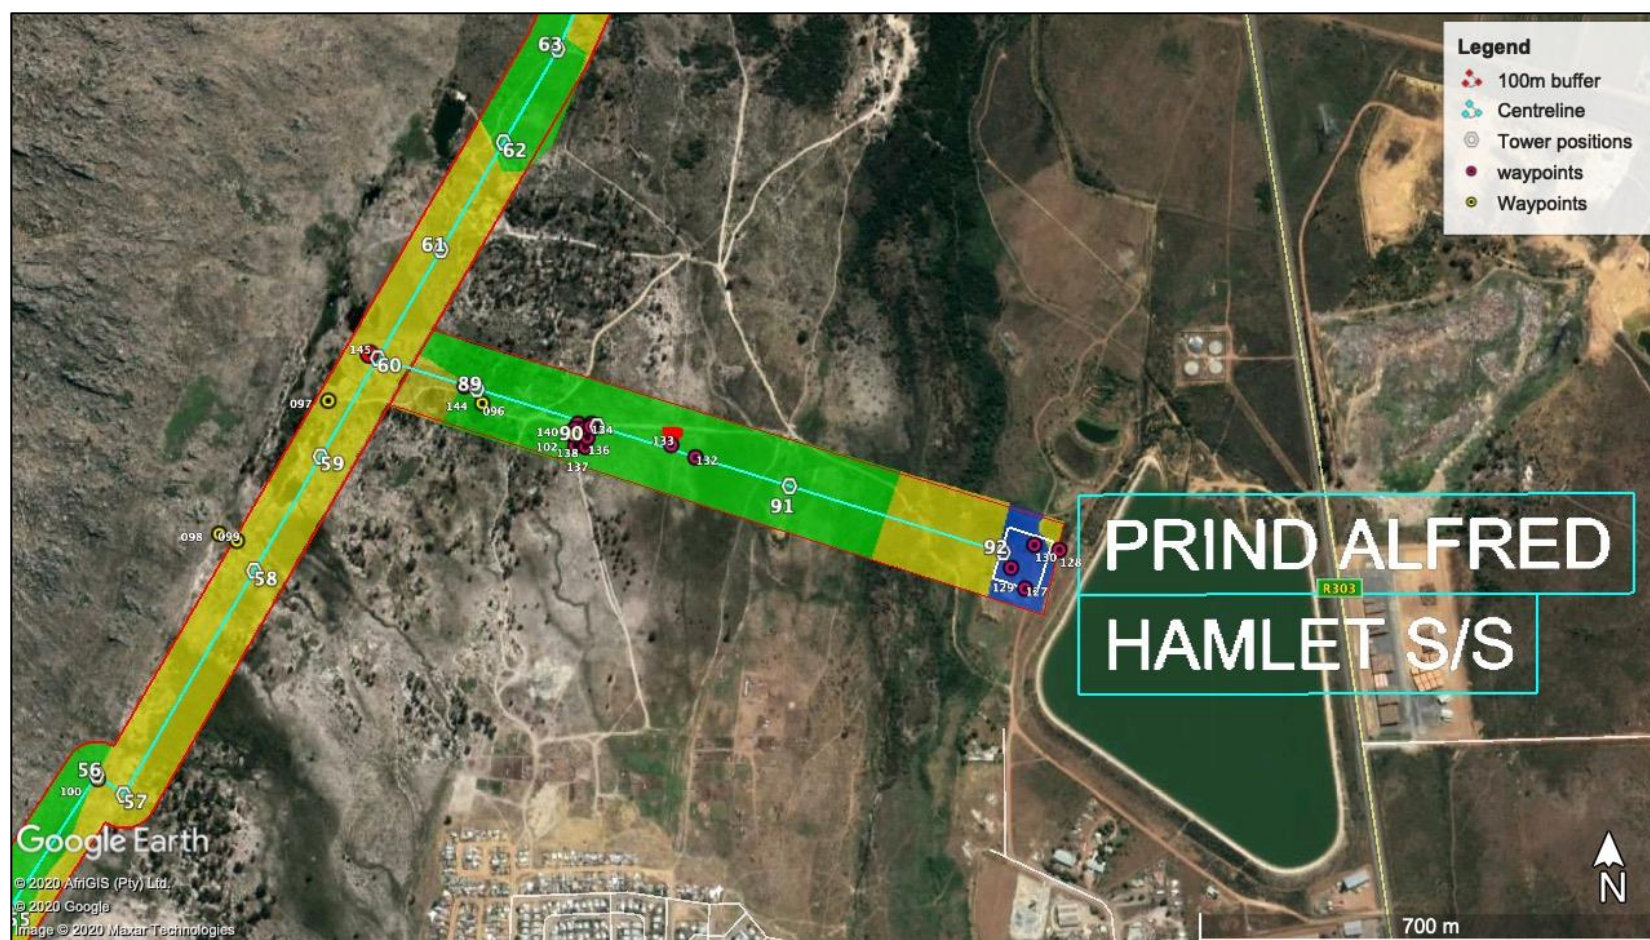 Legend
100m buffer
Centreline
Tower positions
waypoints
Waypoints
63
62
61
145
60
89
097
144
096
140
90
134
102
138
136
137
133
132
59
91
098
099
92
130
128
129
127
58
PRIND ALFRED
R303
HAMLET S/S
56
100
57
Google Earth
© 2020 AfriGIS (Pty) Ltd.
© 2020 Google
55
Image © 2020 Maxar Technologies
N
700 m